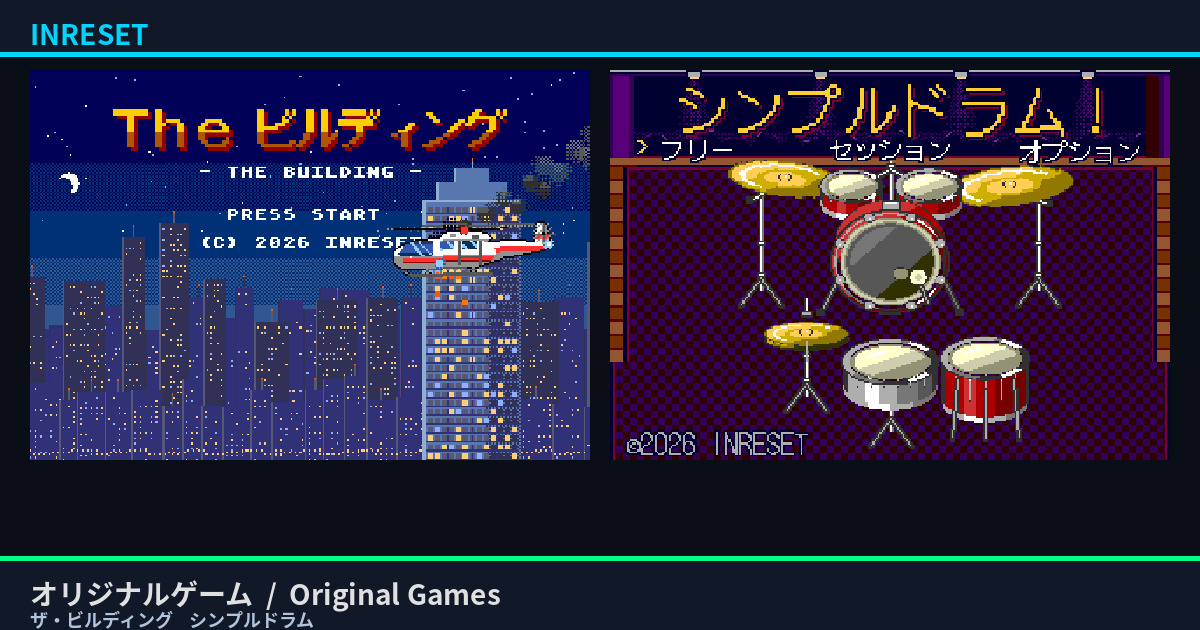 INRESET
The ビルディング
- THE BUILDING -
PRESS START
(C) 2026 INRESET
シンプルドラム!
フリー セッション オプション
©2026 INRESET
オリジナルゲーム / Original Games
ザ・ビルディング シンプルドラム